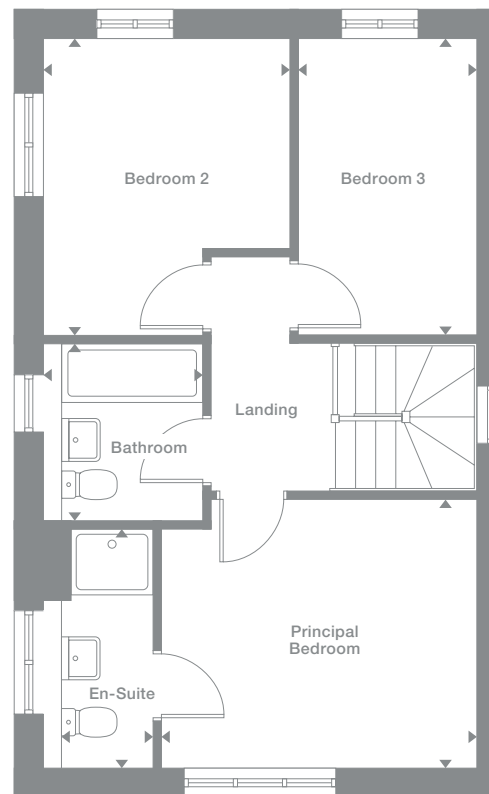 Bedroom 2
Bedroom 3
Landing
Bathroom
Principal
Bedroom
En-Suite